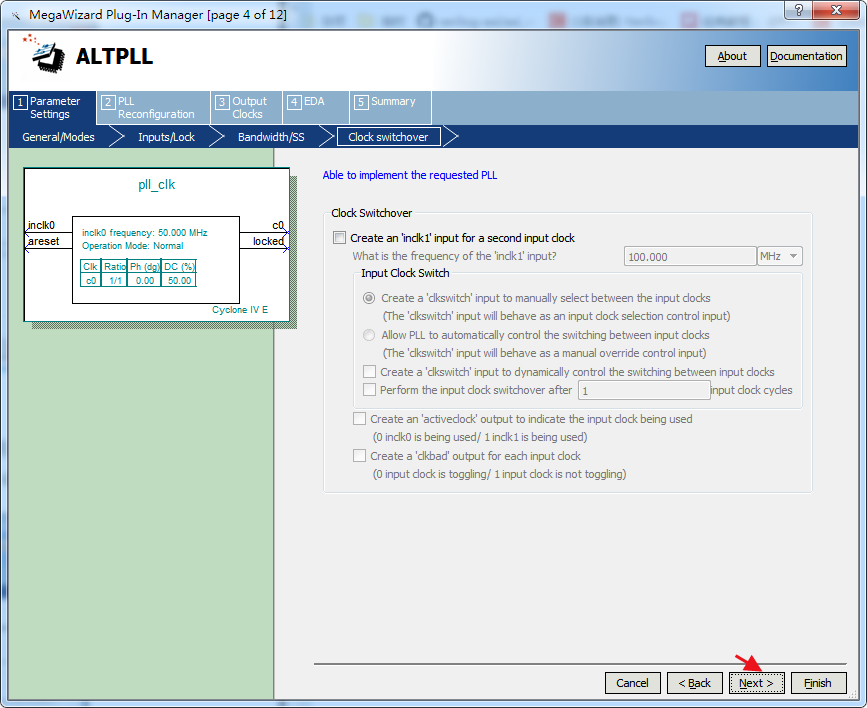 MegaWizard Plug-In Manager [page 4 of 12]
?
ALTPLL
About
Documentation
1 Parameter Settings
2 PLL Reconfiguration
3 Output Clocks
4 EDA
5 Summary
General/Modes
Inputs/Lock
Bandwidth/SS
Clock switchover
pll_clk
inclk0
c0
areset
locked
inclk0 frequency: 50.000 MHz
Operation Mode: Normal
Clk Ratio Ph (dg) DC (%)
c0 1/1 0.00 50.00
Cyclone IV E
Able to implement the requested PLL
Clock Switchover
Create an 'inclk1' input for a second input clock
What is the frequency of the 'inclk1' input? 100.000 MHz
Input Clock Switch
Create a 'clkswitch' input to manually select between the input clocks
(The 'clkswitch' input will behave as an input clock selection control input)
Allow PLL to automatically control the switching between input clocks
(The 'clkswitch' input will behave as a manual override control input)
Create a 'clkswitch' input to dynamically control the switching between input clocks
Perform the input clock switchover after 1 input clock cycles
Create an 'activeclock' output to indicate the input clock being used
(0 inclk0 is being used/ 1 inclk1 is being used)
Create a 'clkbad' output for each input clock
(0 input clock is toggling/ 1 input clock is not toggling)
Cancel
< Back
Next >
Finish